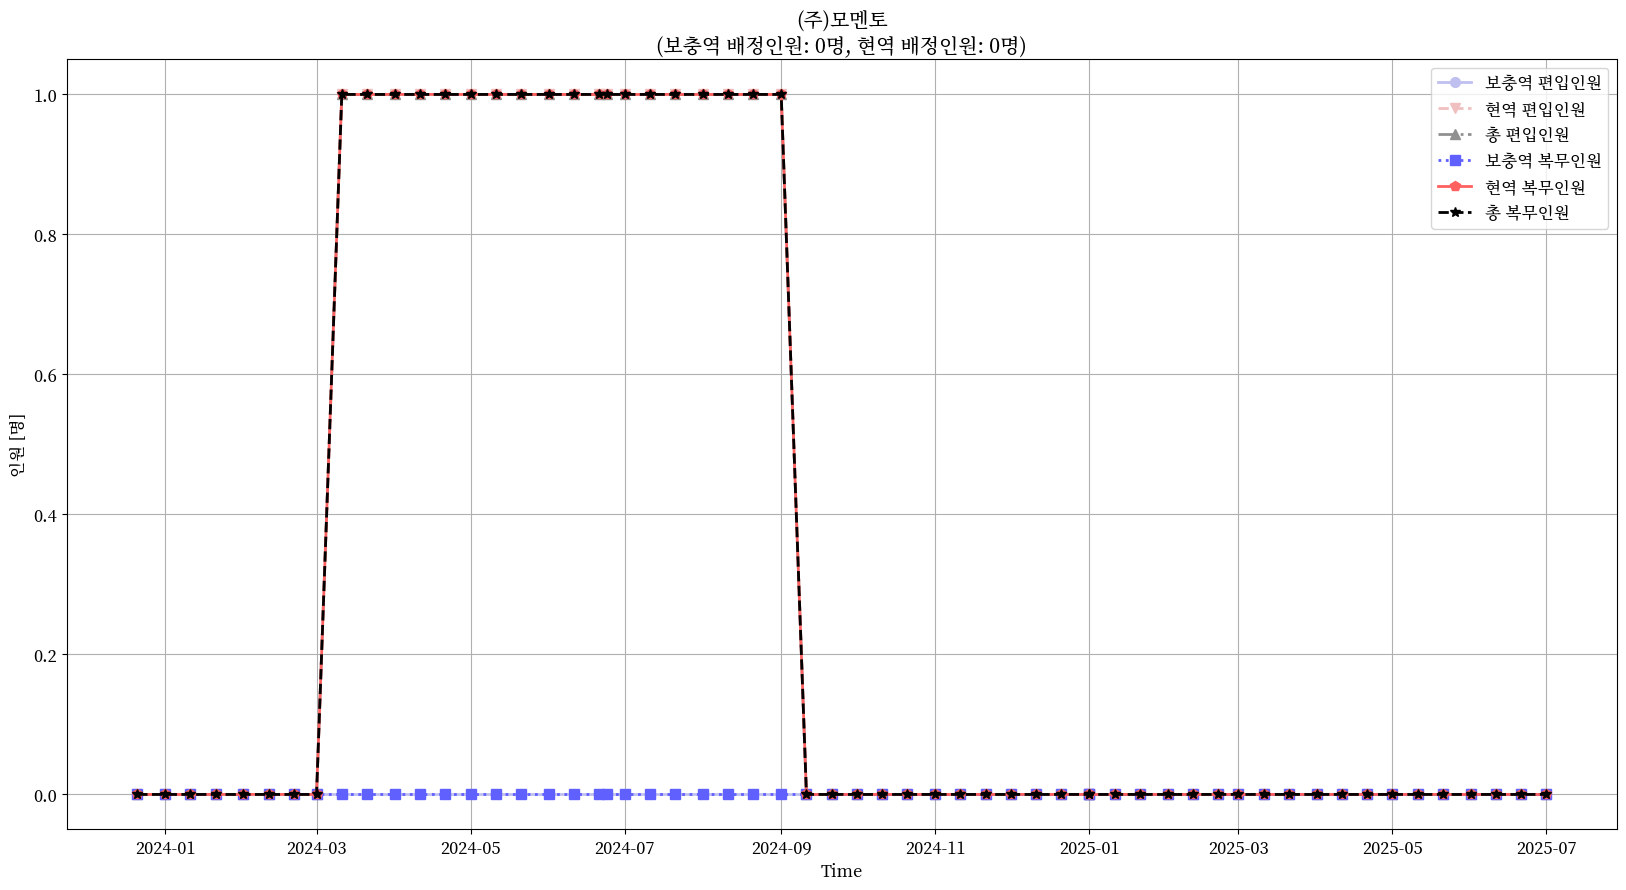 (주)모멘토
(보충역 배정인원: 0명, 현역 배정인원: 0명)
보충역 편입인원
현역 편입인원
총 편입인원
보충역 복무인원
현역 복무인원
총 복무인원
인원 [명]
1.0
0.8
0.6
0.4
0.2
0.0
2024-01 2024-03 2024-05 2024-07 2024-09 2024-11 2025-01 2025-03 2025-05 2025-07
Time